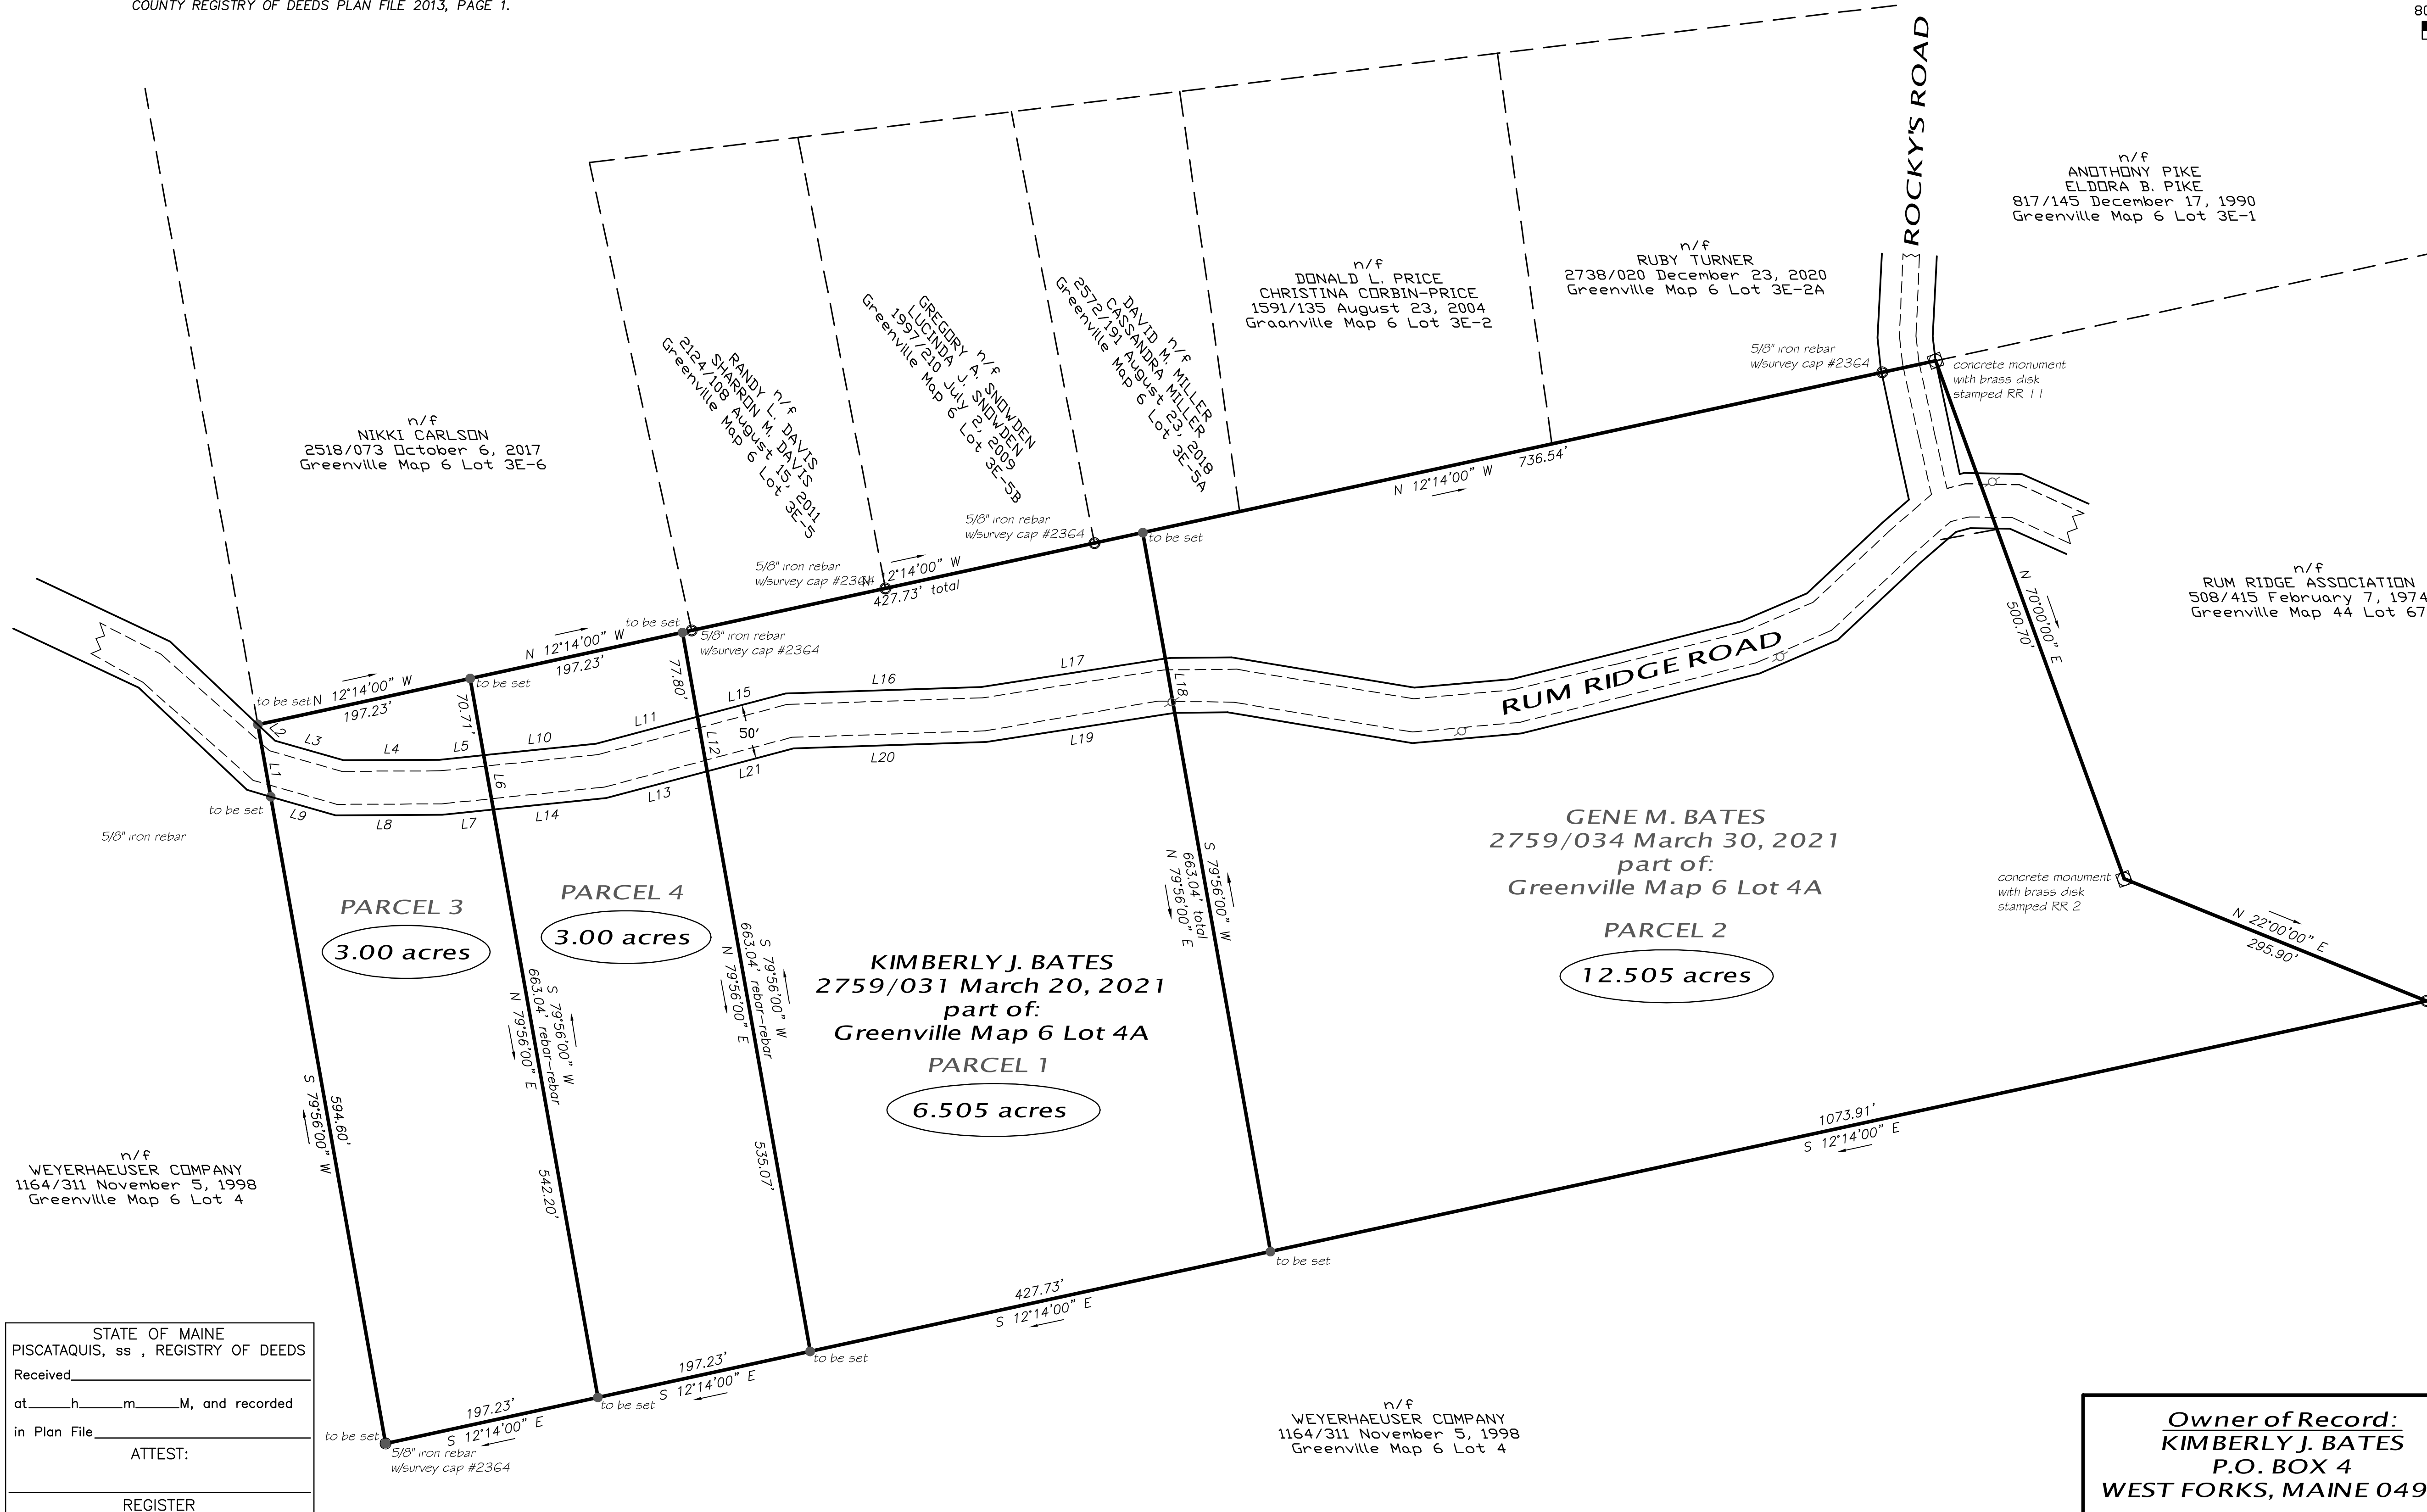 COUNTY REGISTRY OF DEEDS PLAN FILE 2013, PAGE 1.
80
ROCKY'S ROAD
n/f
ANOTHONY PIKE
ELDORA B. PIKE
817/145 December 17, 1990
Greenville Map 6 Lot 3E-1
n/f
RUBY TURNER
2738/020 December 23, 2020
Greenville Map 6 Lot 3E-2A
n/f
DONALD L. PRICE
CHRISTINA CORBIN-PRICE
1591/135 August 23, 2004
Graanville Map 6 Lot 3E-2
n/f
DAVID M. MILLER
CASSANDRA MILLER
2572/191 August 23, 2018
Greenville Map 6 Lot 3E-5A
n/f
GREGORY A. SNOWDEN
LUCINDA J. SNOWDEN
1997/210 July 2, 2009
Greenville Map 6 Lot 3E-5B
n/f
RANDY L. DAVIS
SHARRON M. DAVIS
2124/108 August 15, 2011
Greenville Map 6 Lot 3E-5
n/f
NIKKI CARLSON
2518/073 October 6, 2017
Greenville Map 6 Lot 3E-6
5/8" iron rebar
w/survey cap #2364
concrete monument
with brass disk
stamped RR 11
N 12°14'00" W
736.54'
5/8" iron rebar
w/survey cap #2364
to be set
5/8" iron rebar
w/survey cap #2364
N 12°14'00" W
427.73' total
to be set
5/8" iron rebar
w/survey cap #2364
N 12°14'00" W
197.23'
to be set
to be set
N 12°14'00" W
197.23'
n/f
RUM RIDGE ASSOCIATION
508/415 February 7, 1974
Greenville Map 44 Lot 67
N 70°00'00" E
500.70'
RUM RIDGE ROAD
70.71'
77.80'
L1
L2
L3
L4
L5
L6
L7
L8
L9
L10
L11
L12
L13
L14
L15
L16
L17
L18
L19
L20
L21
50'
to be set
5/8" iron rebar
PARCEL 3
3.00 acres
PARCEL 4
3.00 acres
KIMBERLY J. BATES
2759/031 March 20, 2021
part of:
Greenville Map 6 Lot 4A
PARCEL 1
6.505 acres
GENE M. BATES
2759/034 March 30, 2021
part of:
Greenville Map 6 Lot 4A
PARCEL 2
12.505 acres
concrete monument
with brass disk
stamped RR 2
N 22°00'00" E
295.90'
S 79°56'00" W
663.04' total
N 79°56'00" E
S 79°56'00" W
663.04' rebar-rebar
N 79°56'00" E
535.07'
S 79°56'00" W
663.04' rebar-rebar
N 79°56'00" E
542.20'
594.60'
S 79°56'00" W
1073.91'
S 12°14'00" E
to be set
427.73'
S 12°14'00" E
to be set
197.23'
S 12°14'00" E
to be set
197.23'
S 12°14'00" E
to be set
5/8" iron rebar
w/survey cap #2364
n/f
WEYERHAEUSER COMPANY
1164/311 November 5, 1998
Greenville Map 6 Lot 4
n/f
WEYERHAEUSER COMPANY
1164/311 November 5, 1998
Greenville Map 6 Lot 4
STATE OF MAINE
PISCATAQUIS, ss , REGISTRY OF DEEDS
Received
at h m M, and recorded
in Plan File
ATTEST:
REGISTER
Owner of Record:
KIMBERLY J. BATES
P.O. BOX 4
WEST FORKS, MAINE 049